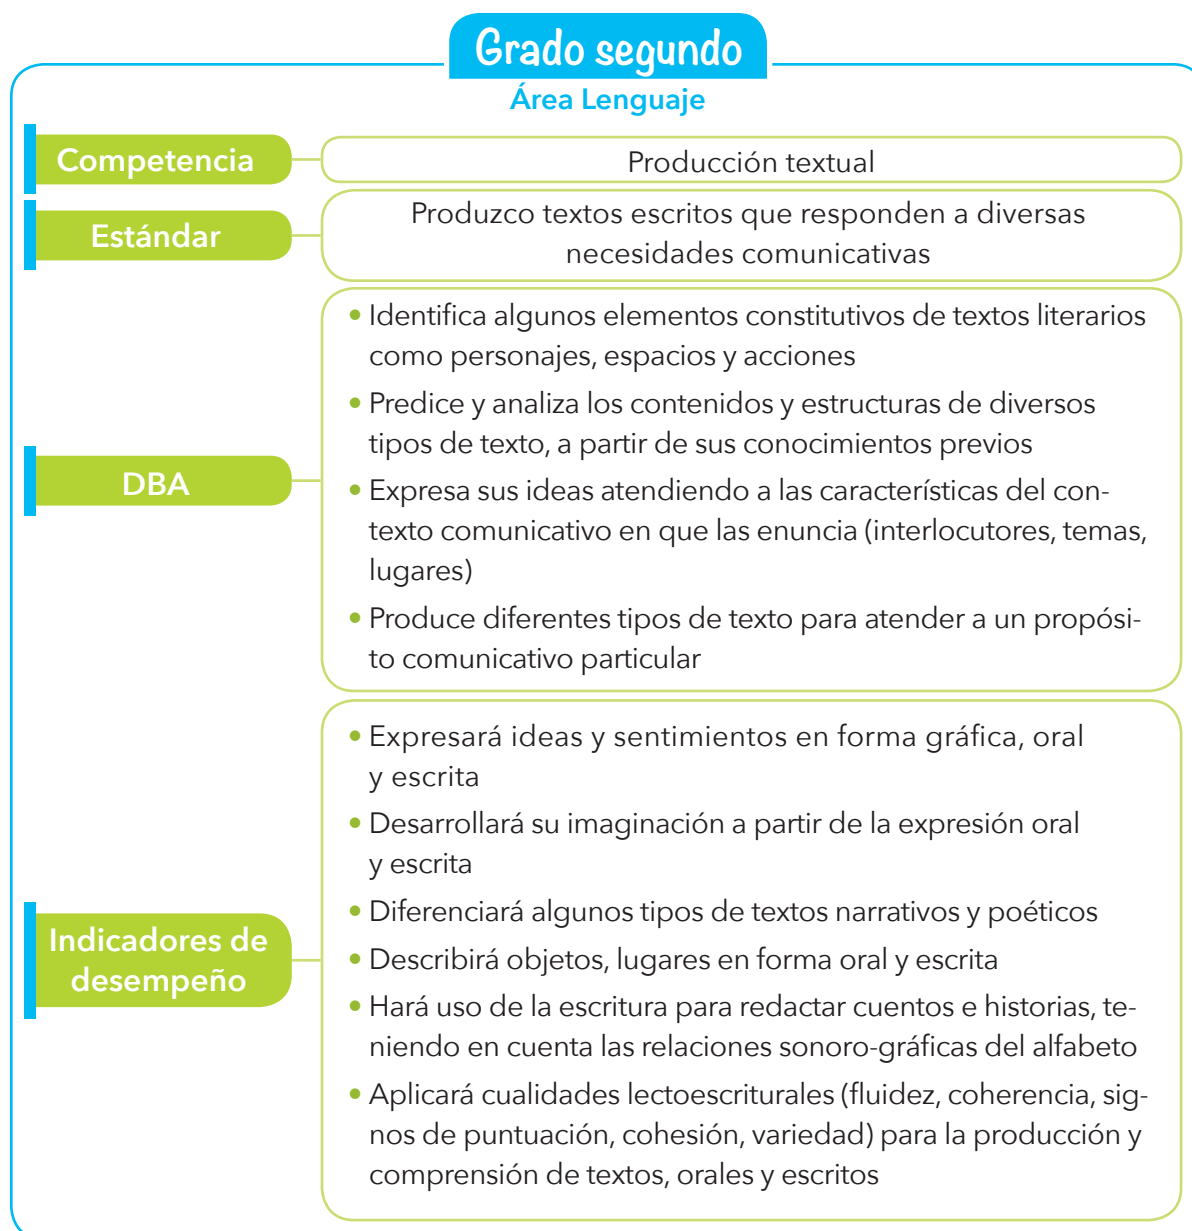 Grado segundo
Área Lenguaje
Competencia
Producción textual
Estándar
Produzco textos escritos que responden a diversas
necesidades comunicativas
DBA
• Identifica algunos elementos constitutivos de textos literarios
como personajes, espacios y acciones
• Predice y analiza los contenidos y estructuras de diversos
tipos de texto, a partir de sus conocimientos previos
• Expresa sus ideas atendiendo a las características del con-
texto comunicativo en que las enuncia (interlocutores, temas,
lugares)
• Produce diferentes tipos de texto para atender a un propósi-
to comunicativo particular
Indicadores de
desempeño
• Expresará ideas y sentimientos en forma gráfica, oral
y escrita
• Desarrollará su imaginación a partir de la expresión oral
y escrita
• Diferenciará algunos tipos de textos narrativos y poéticos
• Describirá objetos, lugares en forma oral y escrita
• Hará uso de la escritura para redactar cuentos e historias, te-
niendo en cuenta las relaciones sonoro-gráficas del alfabeto
• Aplicará cualidades lectoescriturales (fluidez, coherencia, sig-
nos de puntuación, cohesión, variedad) para la producción y
comprensión de textos, orales y escritos